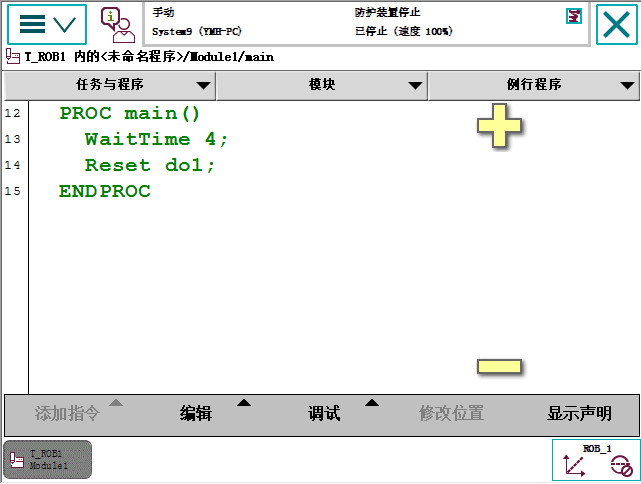 手动
防护装置停止
System9 (YMH-PC)
已停止 (速度 100%)
T_ROB1 内的<未命名程序>/Module1/main
任务与程序
模块
例行程序
12 PROC main()
13 WaitTime 4;
14 Reset do1;
15 ENDPROC
添加指令
编辑
调试
修改位置
显示声明
T_ROB1
Module1
ROB_1